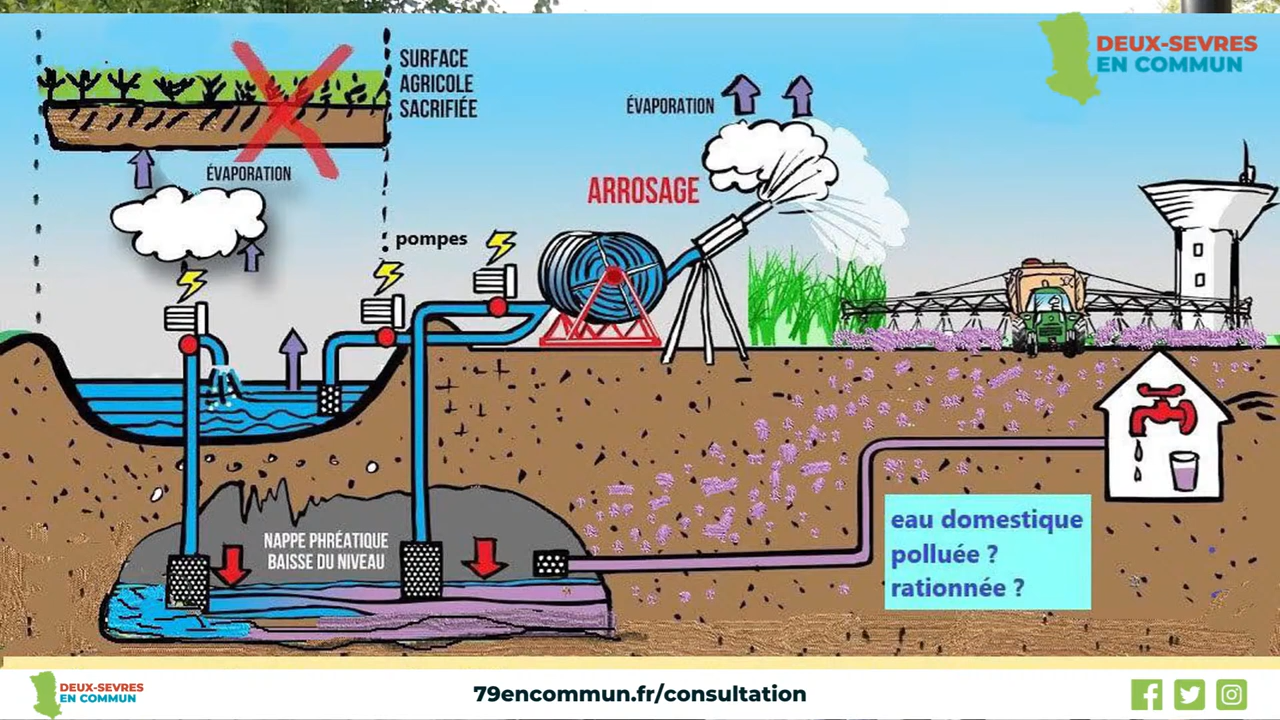 DEUX-SEVRES
EN COMMUN
SURFACE
AGRICOLE
SACRIFIÉE
ÉVAPORATION
ÉVAPORATION
ARROSAGE
pompes
NAPPE PHRÉATIQUE
BAISSE DU NIVEAU
eau domestique
polluée ?
rationnée ?
DEUX-SEVRES
EN COMMUN
79encommun.fr/consultation